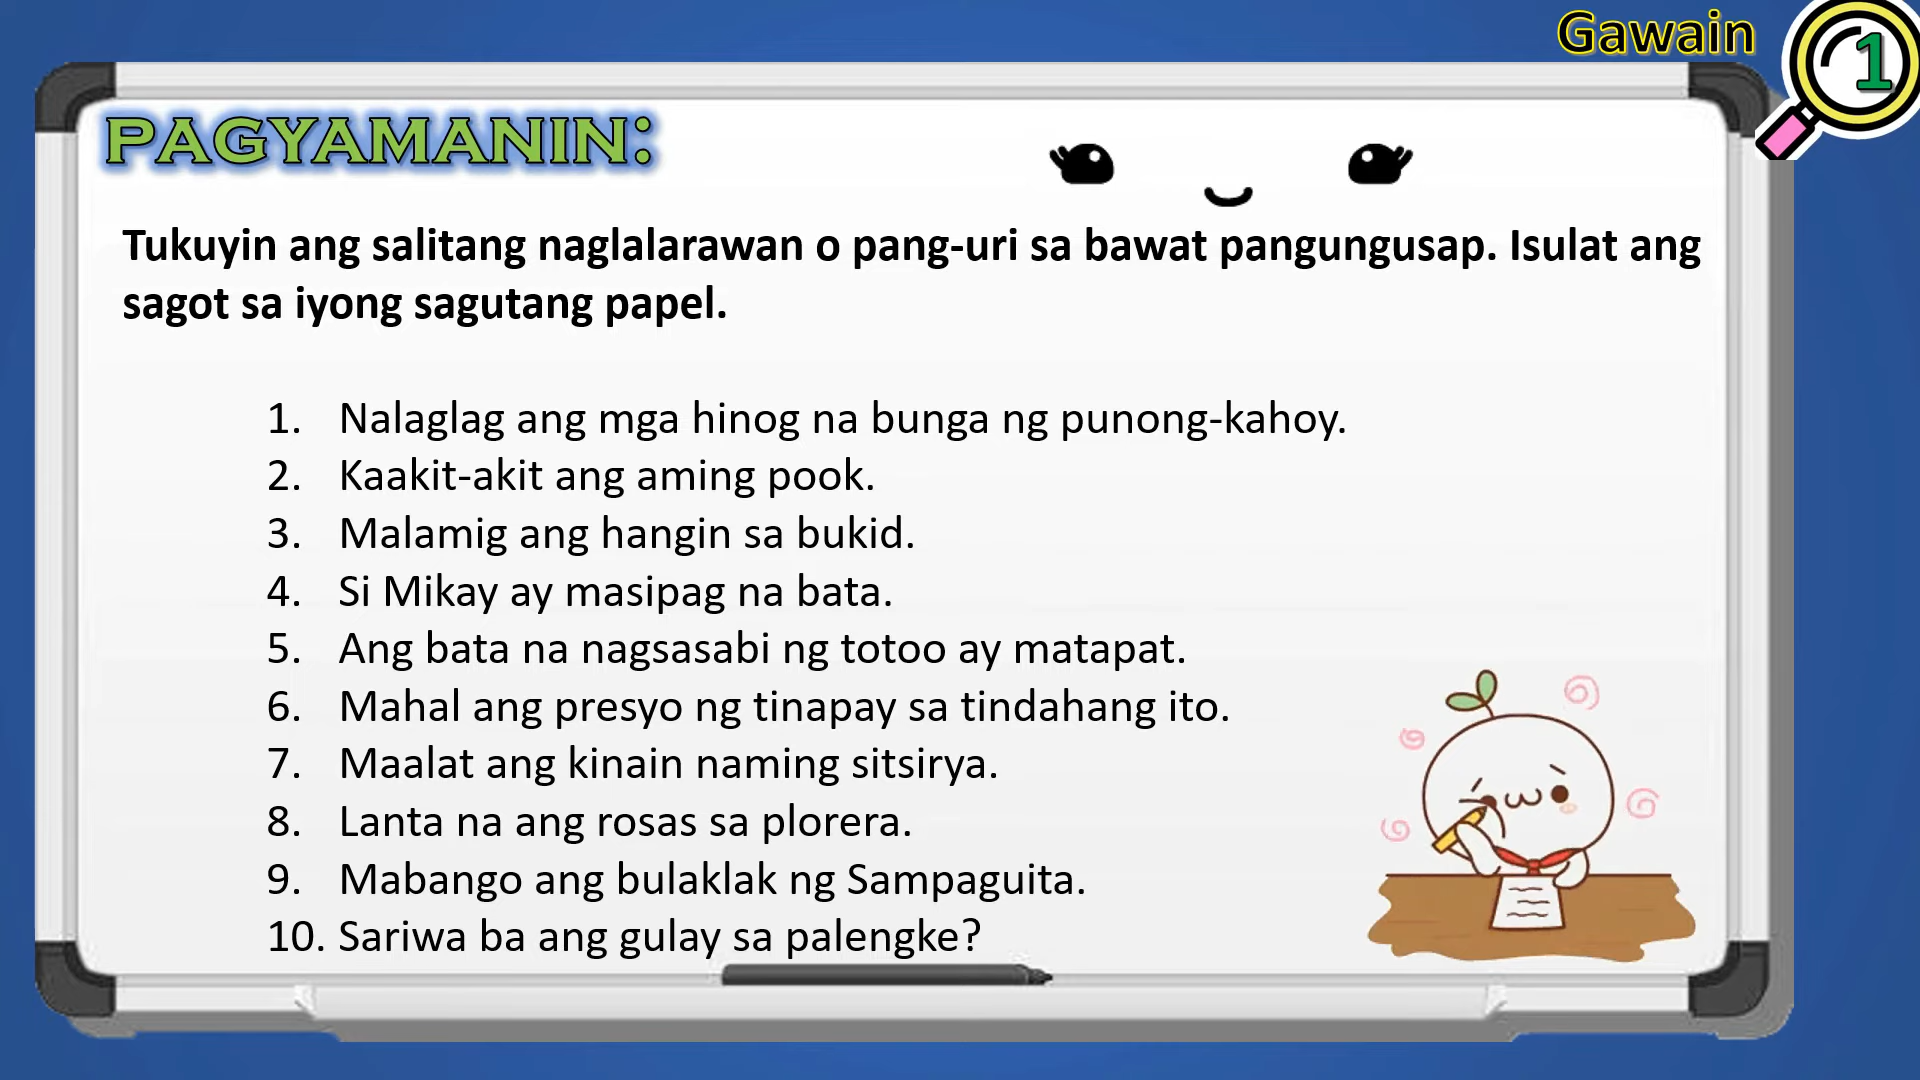 Gawain
1
PAGYAMANIN:
Tukuyin ang salitang naglalarawan o pang-uri sa bawat pangungusap. Isulat ang
sagot sa iyong sagutang papel.
1. Nalaglag ang mga hinog na bunga ng punong-kahoy.
2. Kaakit-akit ang aming pook.
3. Malamig ang hangin sa bukid.
4. Si Mikay ay masipag na bata.
5. Ang bata na nagsasabi ng totoo ay matapat.
6. Mahal ang presyo ng tinapay sa tindahang ito.
7. Maalat ang kinain naming sitsirya.
8. Lanta na ang rosas sa plorera.
9. Mabango ang bulaklak ng Sampaguita.
10. Sariwa ba ang gulay sa palengke?